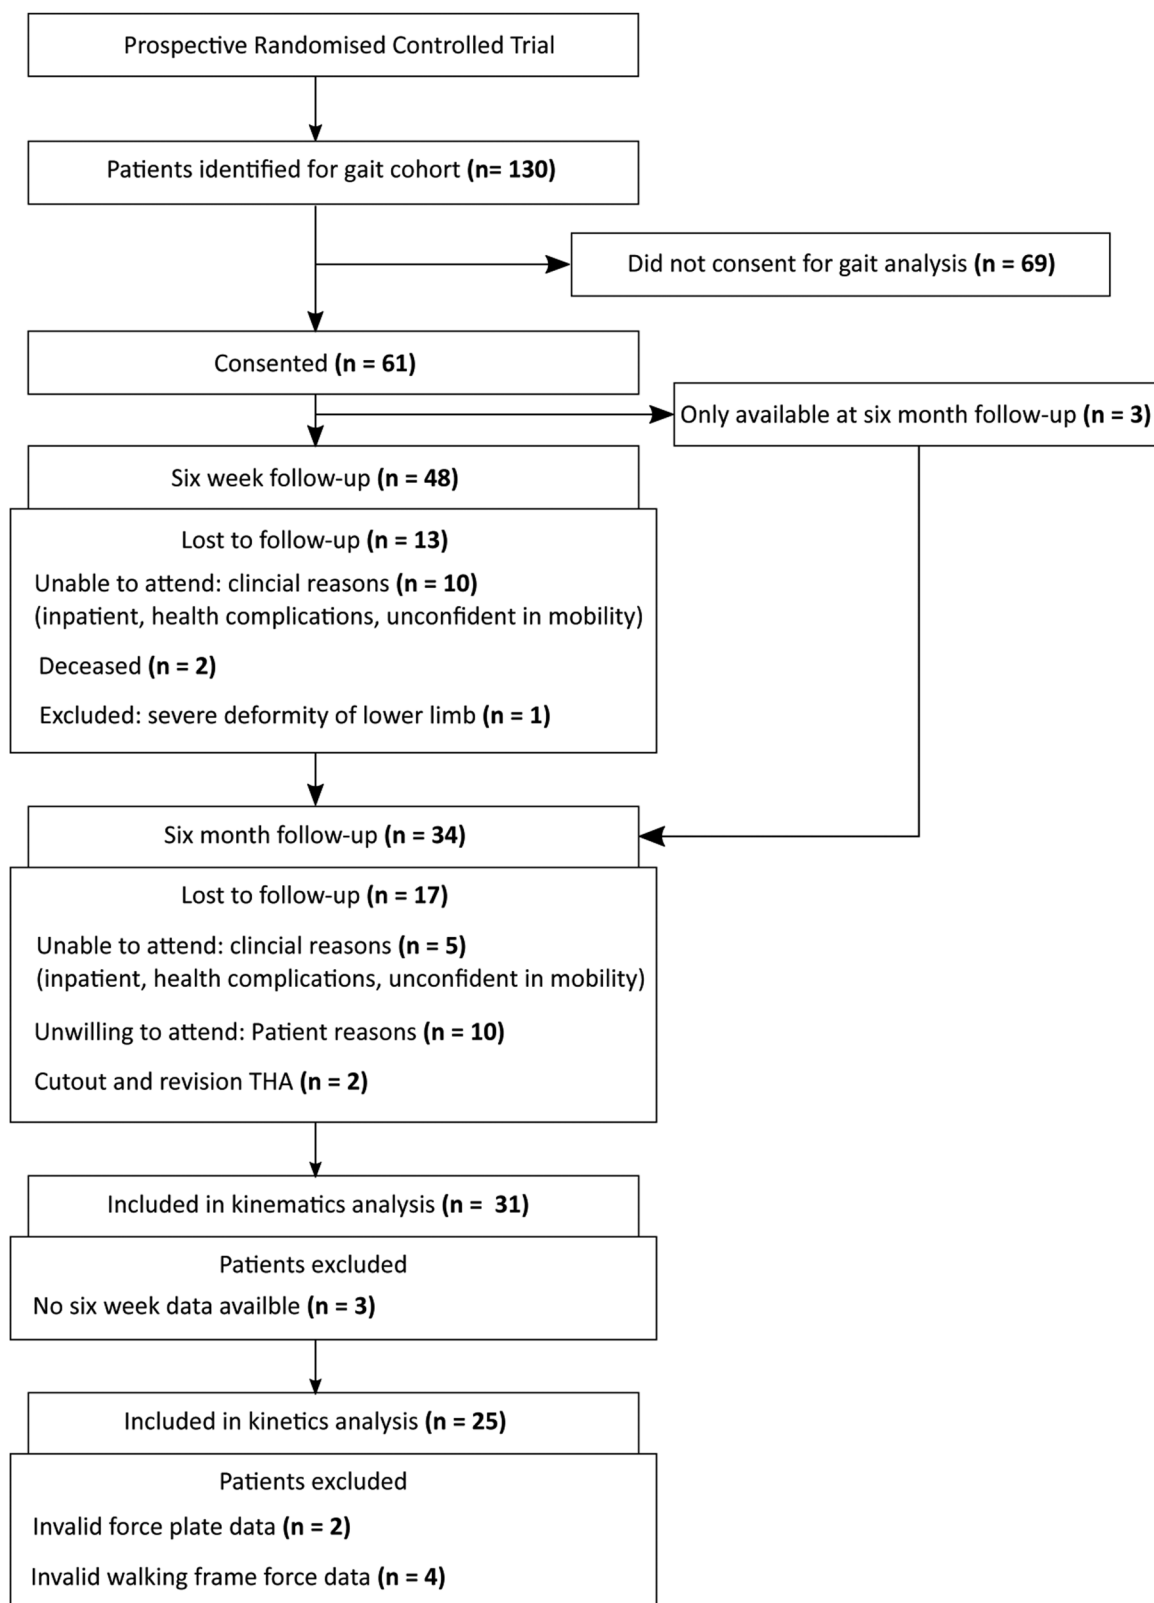 Prospective Randomised Controlled Trial
Patients identified for gait cohort (n= 130)
Did not consent for gait analysis (n = 69)
Consented (n = 61)
Only available at six month follow-up (n = 3)
Six week follow-up (n = 48)
Lost to follow-up (n = 13)
Unable to attend: clincial reasons (n = 10)
(inpatient, health complications, unconfident in mobility)
Deceased (n = 2)
Excluded: severe deformity of lower limb (n = 1)
Six month follow-up (n = 34)
Lost to follow-up (n = 17)
Unable to attend: clincial reasons (n = 5)
(inpatient, health complications, unconfident in mobility)
Unwilling to attend: Patient reasons (n = 10)
Cutout and revision THA (n = 2)
Included in kinematics analysis (n =  31)
Patients excluded
No six week data availble (n = 3)
Included in kinetics analysis (n = 25)
Patients excluded
Invalid force plate data (n = 2)
Invalid walking frame force data (n = 4)